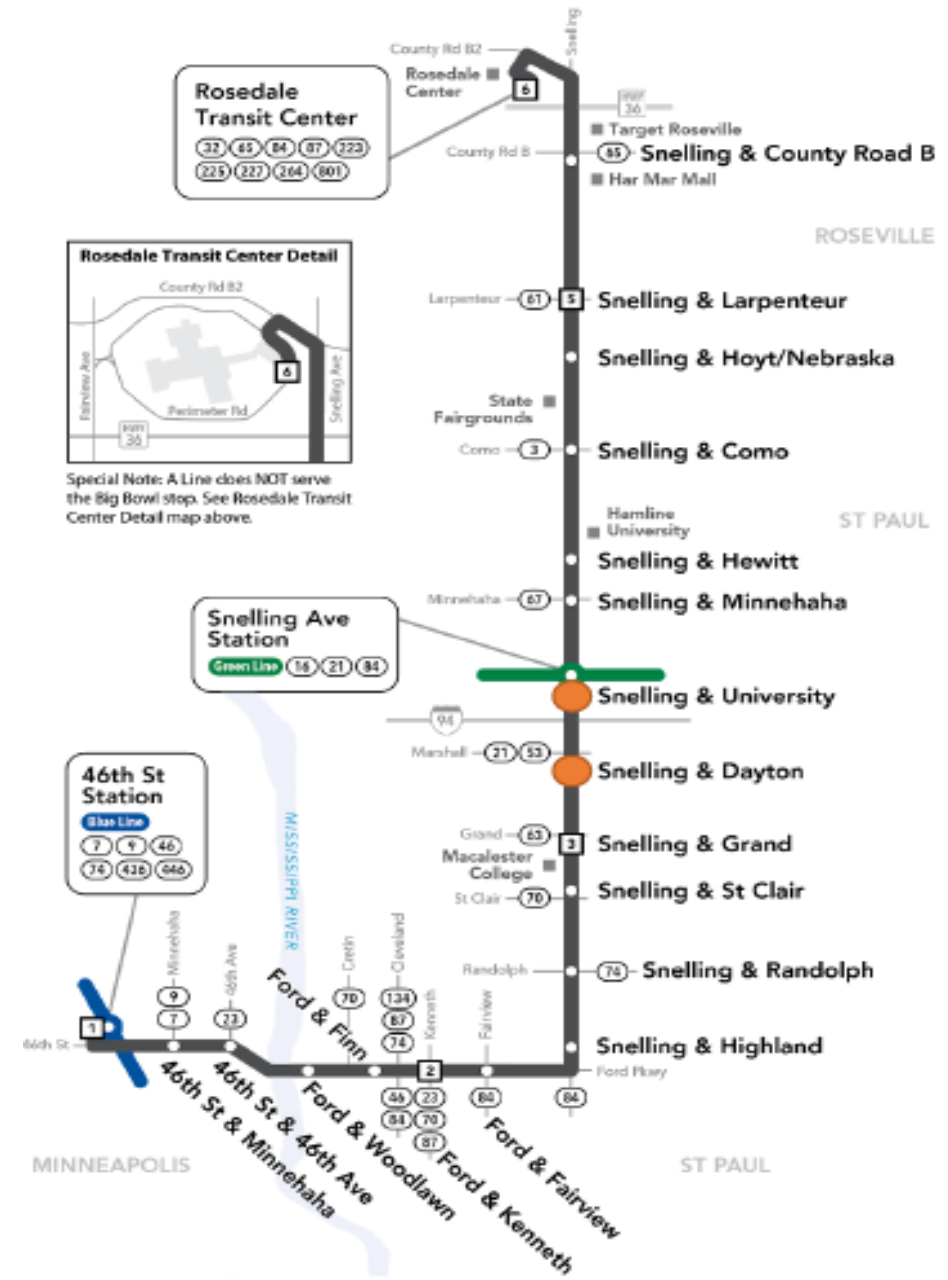 Snelling
County Rd B2
Rosedale
Center
6
Rosedale
Transit Center
32 65 84 87 223
225 227 264 801
HWY
36
Target Roseville
County Rd B
65 Snelling & County Road B
Har Mar Mall
ROSEVILLE
Rosedale Transit Center Detail
County Rd B2
Fairview Ave
6
Snelling Ave
Perimeter Rd
HWY
36
Special Note: A Line does NOT serve
the Big Bowl stop. See Rosedale Transit
Center Detail map above.
Larpenteur 61 5 Snelling & Larpenteur
Snelling & Hoyt/Nebraska
State
Fairgrounds
Como 3 Snelling & Como
ST PAUL
Hamline
University
Snelling & Hewitt
Minnehaha 67 Snelling & Minnehaha
Snelling Ave
Station
Green Line 16 21 84
Snelling & University
94
Marshall 21 53
Snelling & Dayton
46th St
Station
Blue Line
7 9 46
74 436 446
MISSISSIPPI RIVER
Grand 63 3 Snelling & Grand
Macalester
College
St Clair 70 Snelling & St Clair
Randolph 74 Snelling & Randolph
Snelling & Highland
Ford Pkwy
84
46th St
1
Minnehaha
9
7
46th Ave
23
Cretin
70
Cleveland
134
87
74
Kenneth
2
Fairview
46 23
84 70
87
84
46th St & Minnehaha
46th St & 46th Ave
Ford & Woodlawn
Ford & Finn
Ford & Kenneth
Ford & Fairview
MINNEAPOLIS
ST PAUL